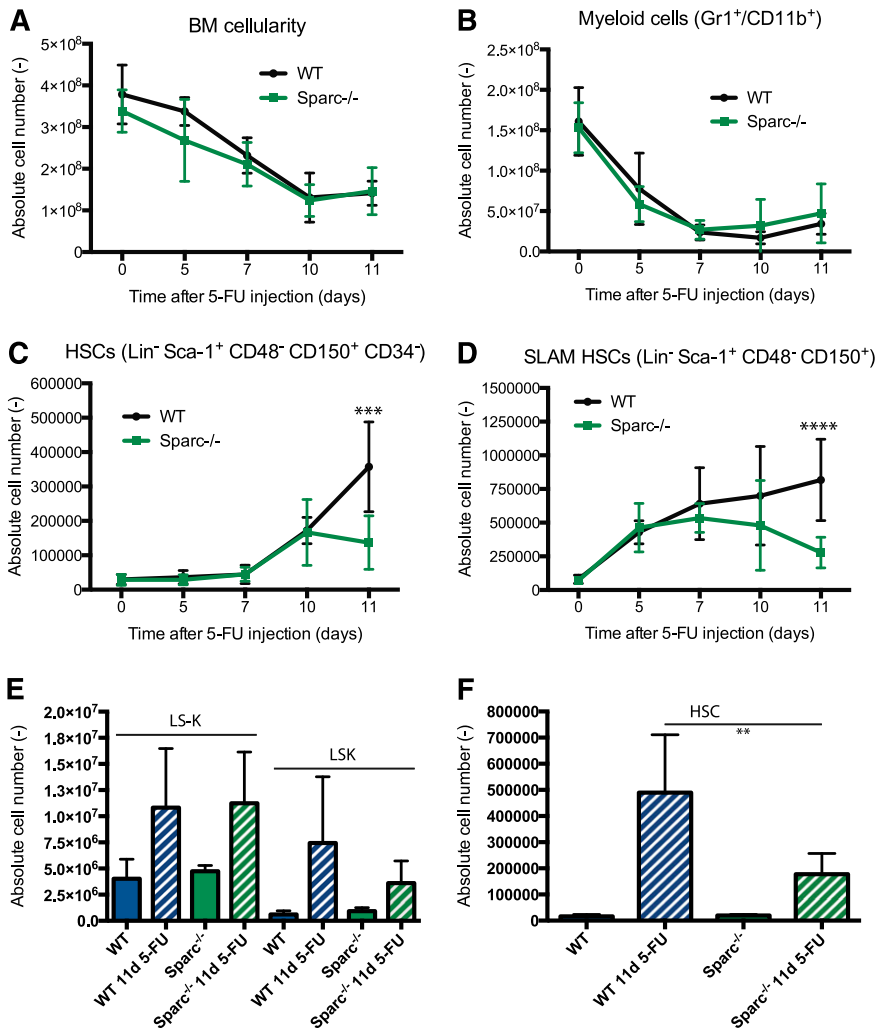 A
BM cellularity
Absolute cell number (-)
5×10⁸
4×10⁸
3×10⁸
2×10⁸
1×10⁸
WT
Sparc-/-
0 5 7 10 11
Time after 5-FU injection (days)
B
Myeloid cells (Gr1⁺/CD11b⁺)
Absolute cell number (-)
2.5×10⁸
2.0×10⁸
1.5×10⁸
1.0×10⁸
5.0×10⁷
0.0
WT
Sparc-/-
0 5 7 10 11
Time after 5-FU injection (days)
C
HSCs (Lin⁻ Sca-1⁺ CD48⁻ CD150⁺ CD34⁻)
Absolute cell number (-)
600000
500000
400000
300000
200000
100000
0
WT
Sparc-/-
***
0 5 7 10 11
Time after 5-FU injection (days)
D
SLAM HSCs (Lin⁻ Sca-1⁺ CD48⁻ CD150⁺)
Absolute cell number (-)
1500000
1250000
1000000
750000
500000
250000
0
WT
Sparc-/-
****
0 5 7 10 11
Time after 5-FU injection (days)
E
Absolute cell number (-)
2.0×10⁷
1.8×10⁷
1.5×10⁷
1.3×10⁷
1.0×10⁷
7.5×10⁶
5.0×10⁶
2.5×10⁶
0.0
LS-K
LSK
WT
WT 11d 5-FU
Sparc⁻/⁻
Sparc⁻/⁻ 11d 5-FU
WT
WT 11d 5-FU
Sparc⁻/⁻
Sparc⁻/⁻ 11d 5-FU
F
Absolute cell number (-)
800000
700000
600000
500000
400000
300000
200000
100000
0
HSC
**
WT
WT 11d 5-FU
Sparc⁻/⁻
Sparc⁻/⁻ 11d 5-FU